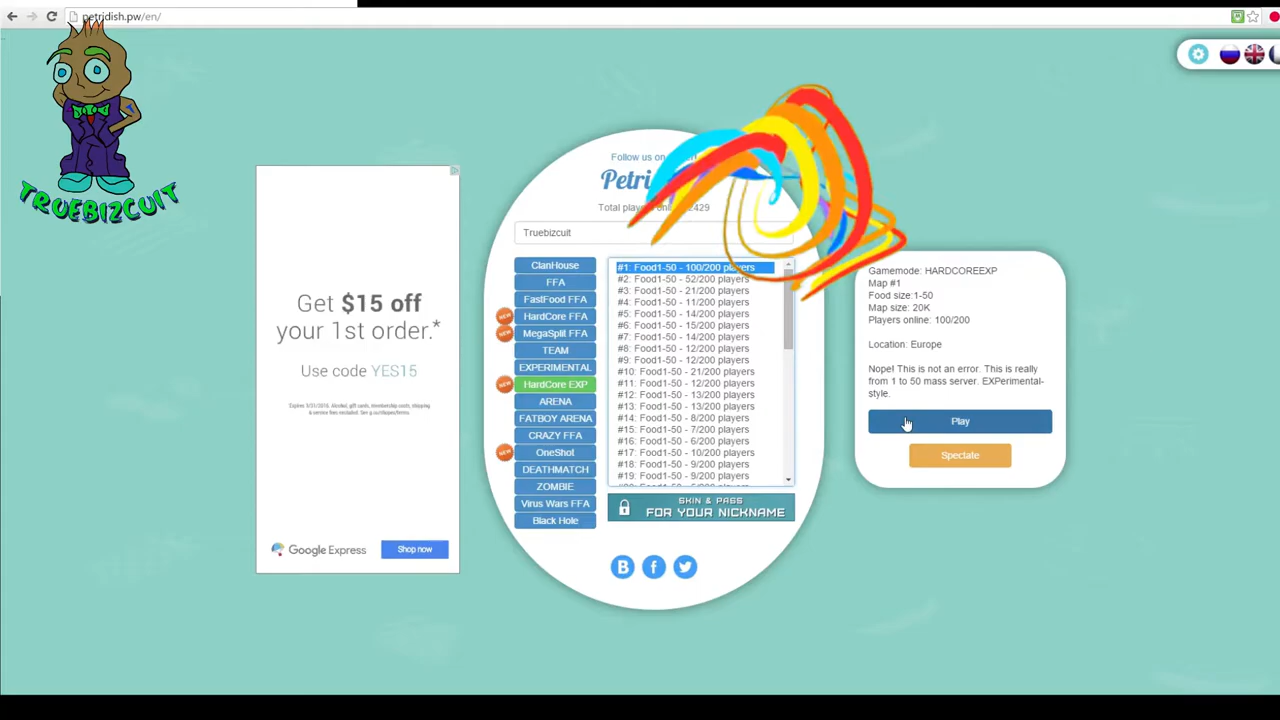 petridish.pw/en/
TRUEBIZCUIT
Follow us on
Petri
Total players online: 2429
Truebizcuit
ClanHouse
FFA
FastFood FFA
NEW HardCore FFA
NEW MegaSplit FFA
TEAM
EXPERIMENTAL
NEW HardCore EXP
ARENA
FATBOY ARENA
CRAZY FFA
NEW OneShot
DEATHMATCH
ZOMBIE
Virus Wars FFA
Black Hole
#1: Food1-50 - 100/200 players
#2: Food1-50 - 52/200 players
#3: Food1-50 - 21/200 players
#4: Food1-50 - 11/200 players
#5: Food1-50 - 14/200 players
#6: Food1-50 - 15/200 players
#7: Food1-50 - 14/200 players
#8: Food1-50 - 12/200 players
#9: Food1-50 - 12/200 players
#10: Food1-50 - 21/200 players
#11: Food1-50 - 12/200 players
#12: Food1-50 - 13/200 players
#13: Food1-50 - 13/200 players
#14: Food1-50 - 8/200 players
#15: Food1-50 - 7/200 players
#16: Food1-50 - 6/200 players
#17: Food1-50 - 10/200 players
#18: Food1-50 - 9/200 players
#19: Food1-50 - 9/200 players
SKIN & PASS
FOR YOUR NICKNAME
Gamemode: HARDCOREEXP
Map #1
Food size:1-50
Map size: 20K
Players online: 100/200
Location: Europe
Nope! This is not an error. This is really
from 1 to 50 mass server. EXPerimental-
style.
Play
Spectate
Get $15 off
your 1st order.*
Use code YES15
Google Express
Shop now